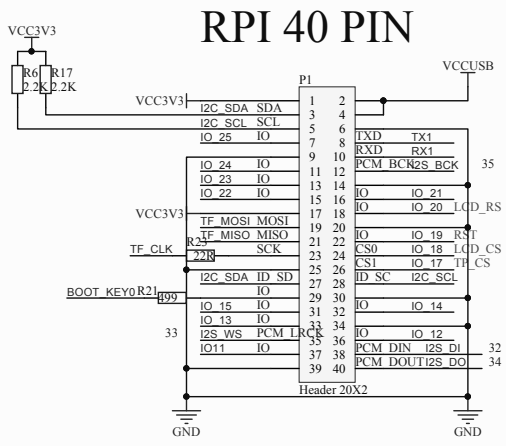 RPI 40 PIN
VCC3V3
VCCUSB
R6 R17
2.2K 2.2K
P1
VCC3V3 1 2
I2C_SDA SDA 3 4
I2C_SCL SCL 5 6
IO_25 IO 7 8 TXD TX1
9 10 RXD RX1
IO_24 IO 11 12 PCM_BCK I2S_BCK 35
IO_23 IO 13 14
IO_22 IO 15 16 IO IO_21
VCC3V3 17 18 IO IO_20 LCD_RS
TF_MOSI MOSI 19 20
TF_MISO MISO 21 22 IO IO_19 RST
TF_CLK R23 22R SCK 23 24 CS0 IO_18 LCD_CS
25 26 CS1 IO_17 TP_CS
I2C_SDA ID_SD 27 28 ID_SC I2C_SCL
BOOT_KEY0 R21 499 IO 29 30
IO_15 IO 31 32 IO IO_14
IO_13 IO 33 34
33 I2S_WS PCM_LRCK 35 36 IO IO_12
IO11 IO 37 38 PCM_DIN I2S_DI 32
39 40 PCM_DOUT I2S_DO 34
Header 20X2
GND GND